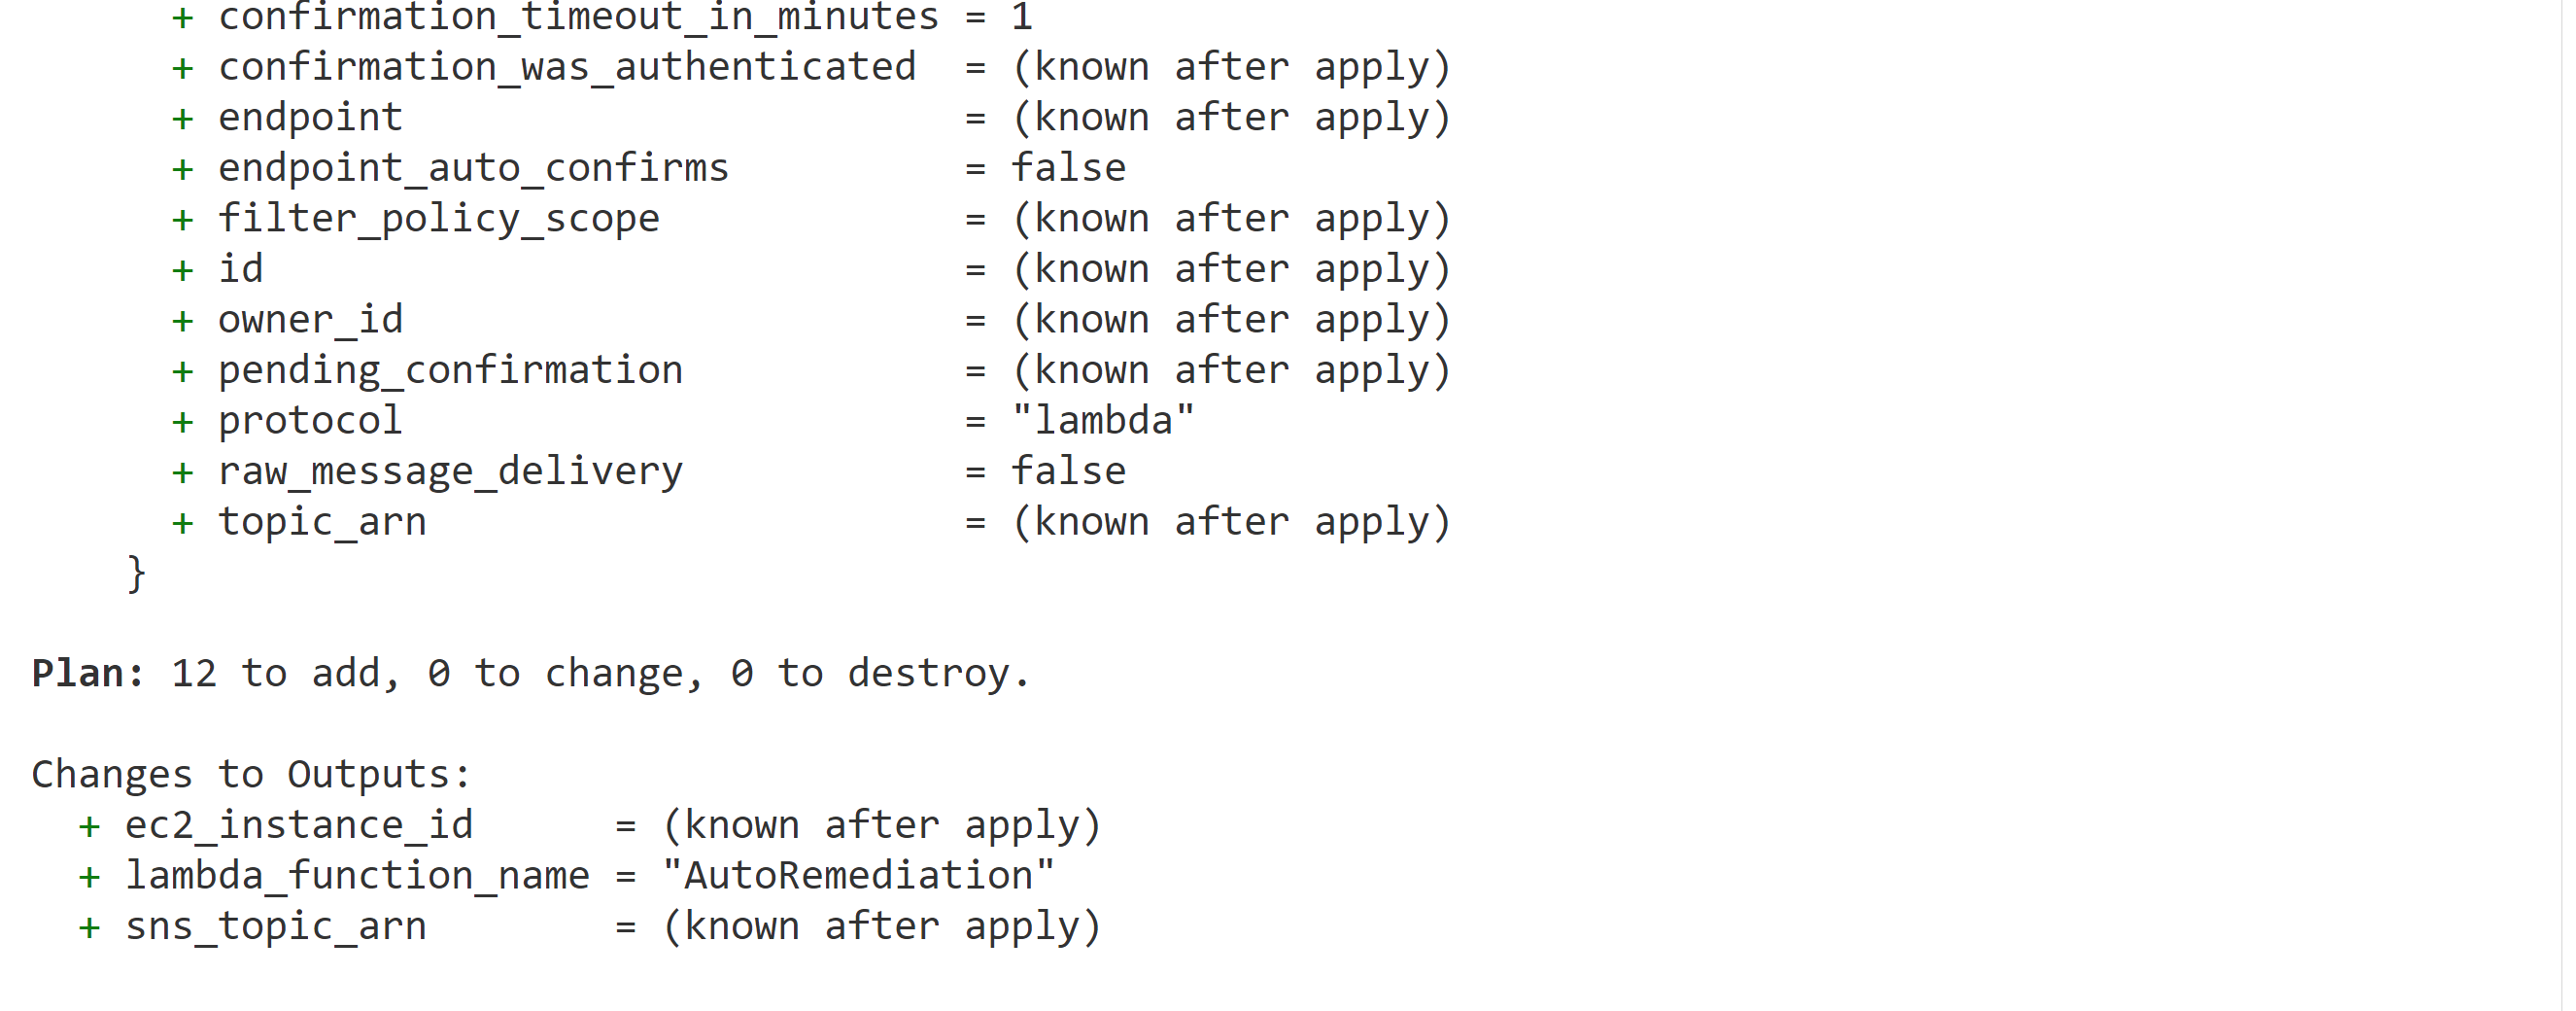 + confirmation_timeout_in_minutes = 1
+ confirmation_was_authenticated = (known after apply)
+ endpoint = (known after apply)
+ endpoint_auto_confirms = false
+ filter_policy_scope = (known after apply)
+ id = (known after apply)
+ owner_id = (known after apply)
+ pending_confirmation = (known after apply)
+ protocol = "lambda"
+ raw_message_delivery = false
+ topic_arn = (known after apply)
}
Plan: 12 to add, 0 to change, 0 to destroy.
Changes to Outputs:
+ ec2_instance_id = (known after apply)
+ lambda_function_name = "AutoRemediation"
+ sns_topic_arn = (known after apply)